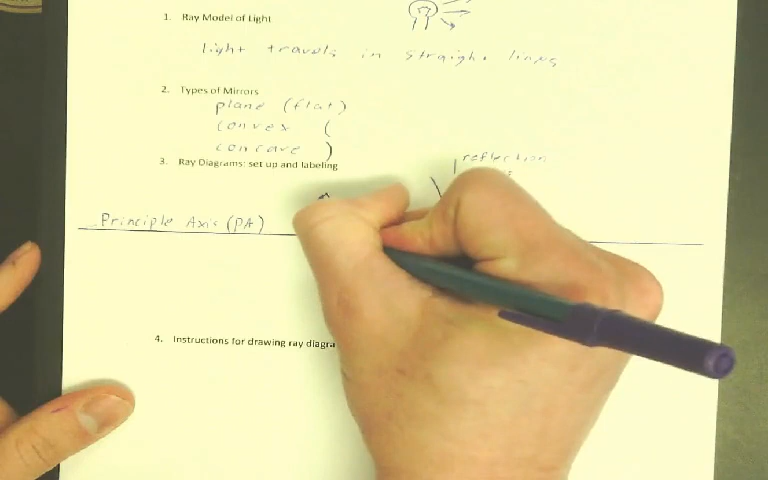 1. Ray Model of Light
light travels in straight lines
2. Types of Mirrors
plane (flat)
convex (
concave )
3. Ray Diagrams: set up and labeling
reflection
Principle Axis (PA)
4. Instructions for drawing ray diagra